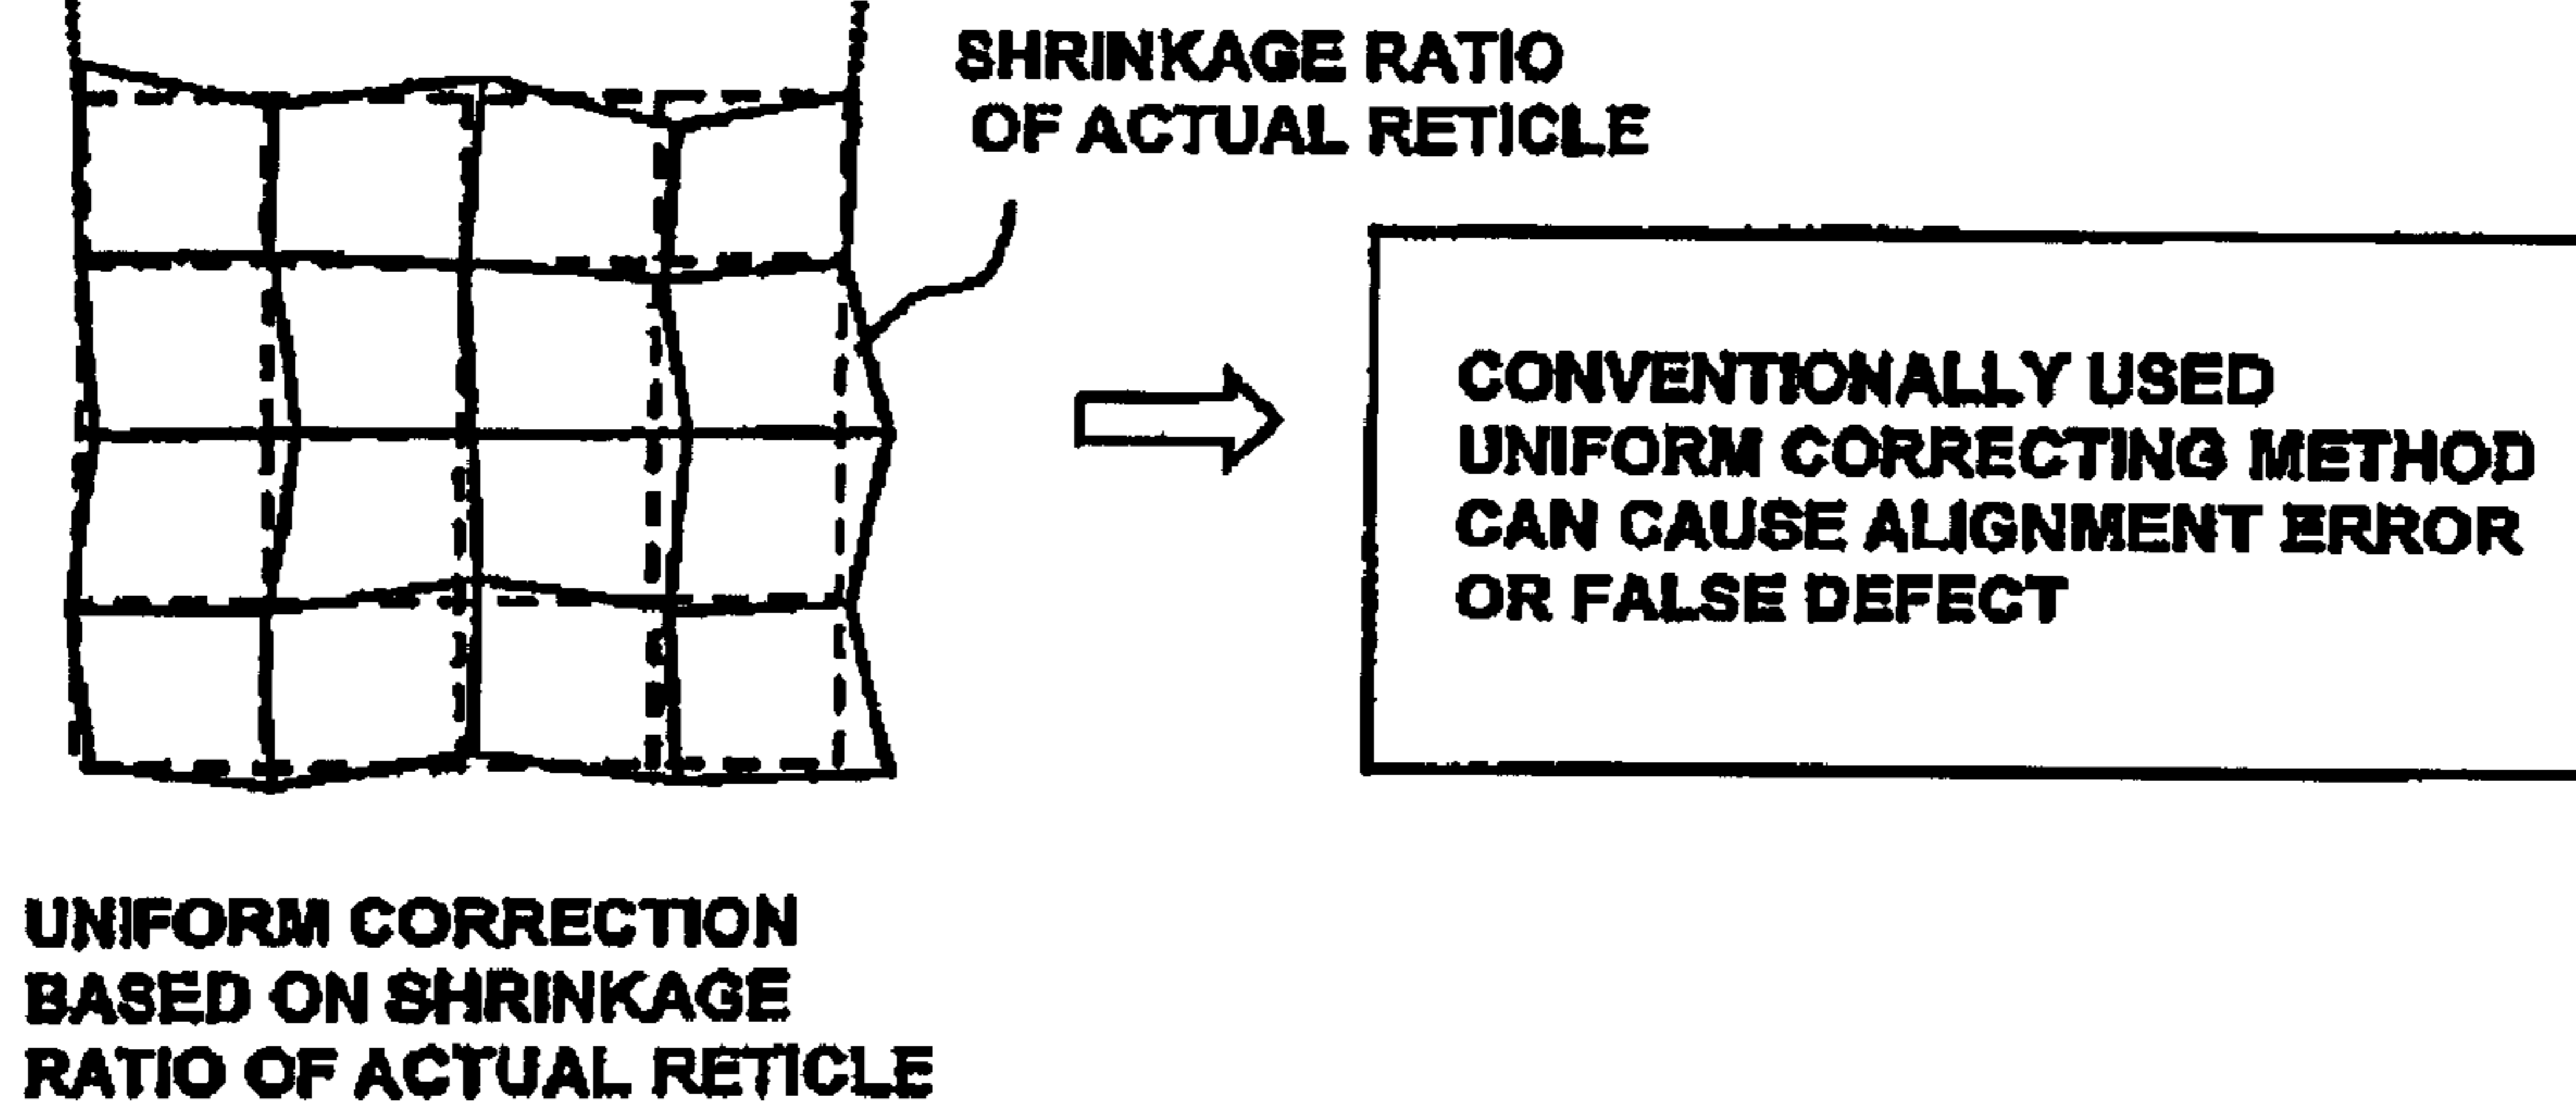 SHRINKAGE RATIO
OF ACTUAL RETICLE
CONVENTIONALLY USED
UNIFORM CORRECTING METHOD
CAN CAUSE ALIGNMENT ERROR
OR FALSE DEFECT
UNIFORM CORRECTION
BASED ON SHRINKAGE
RATIO OF ACTUAL RETICLE